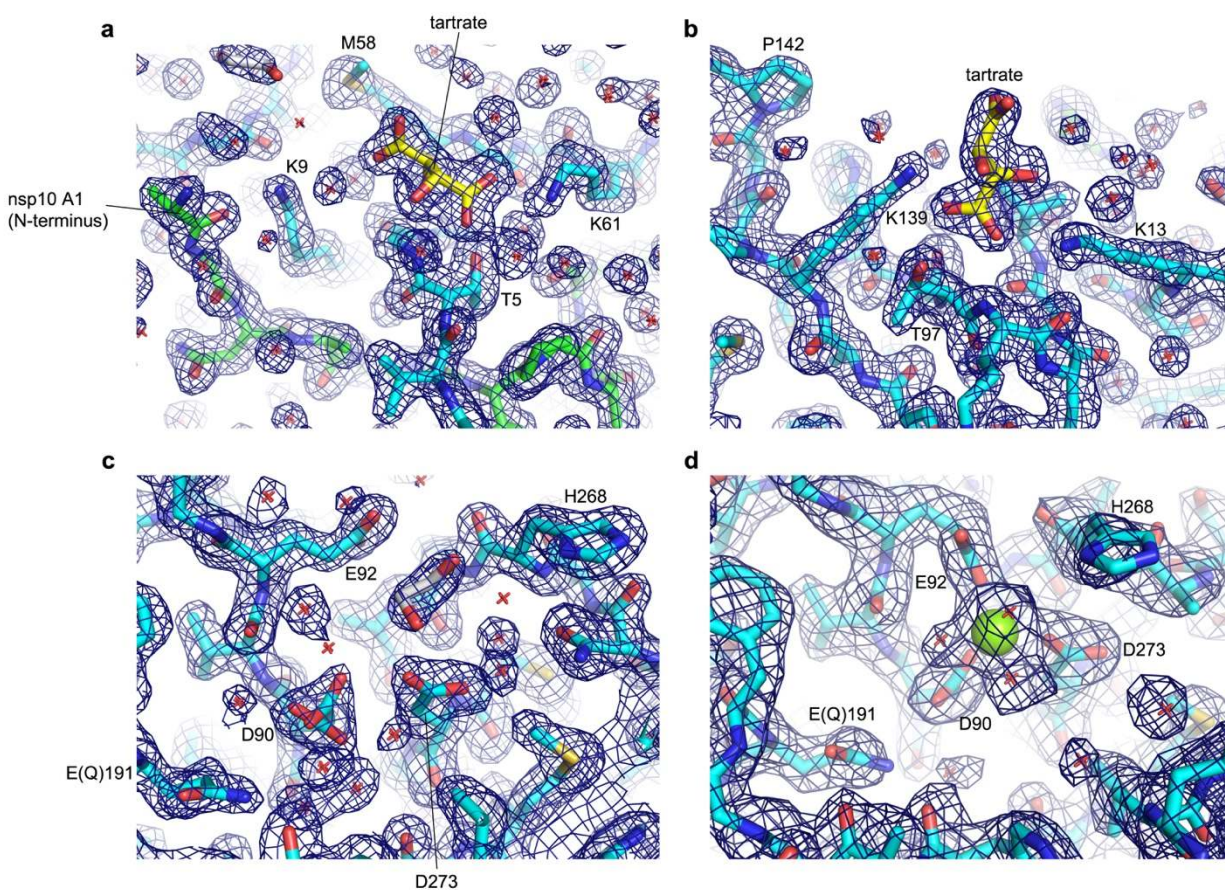 a
tartrate
M58
K9
nsp10 A1
(N-terminus)
K61
T5
b
P142
tartrate
K139
K13
T97
c
H268
E92
D90
E(Q)191
D273
d
H268
E92
D273
E(Q)191
D90